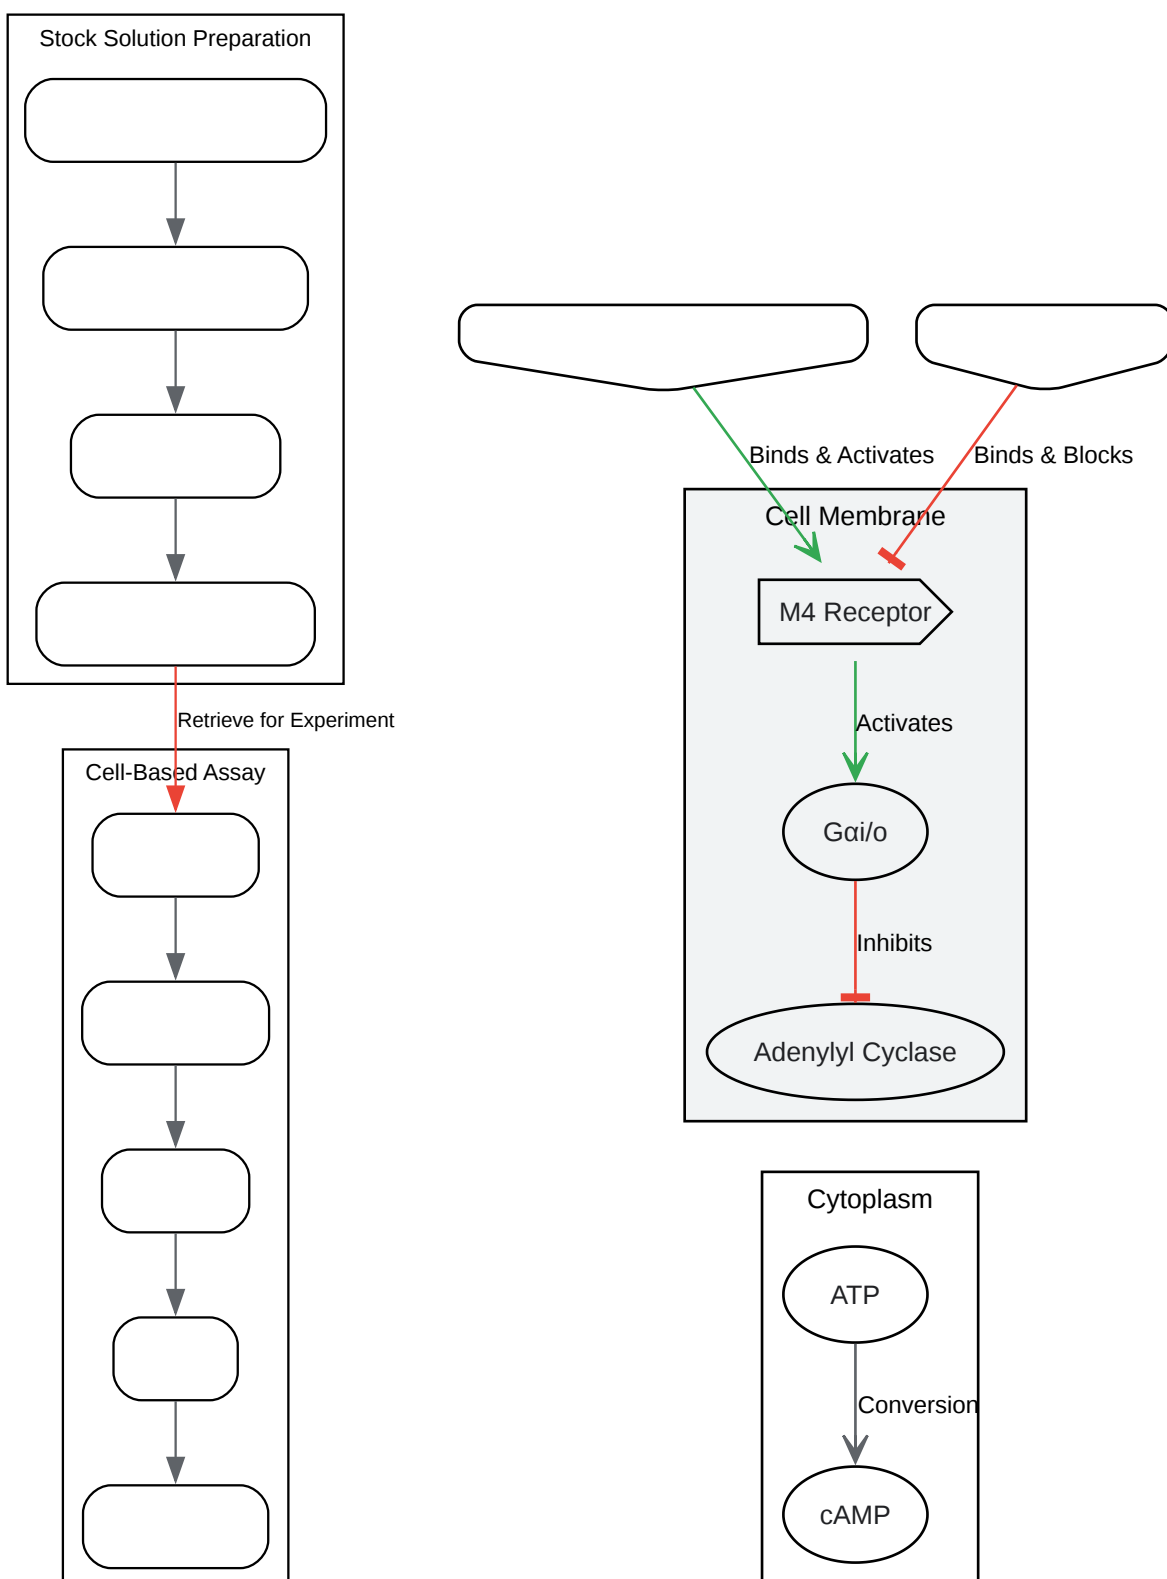 Stock Solution Preparation
Retrieve for Experiment
Cell-Based Assay
Binds & Activates
Binds & Blocks
Cell Membrane
M4 Receptor
Activates
Gαi/o
Inhibits
Adenylyl Cyclase
Cytoplasm
ATP
Conversion
cAMP